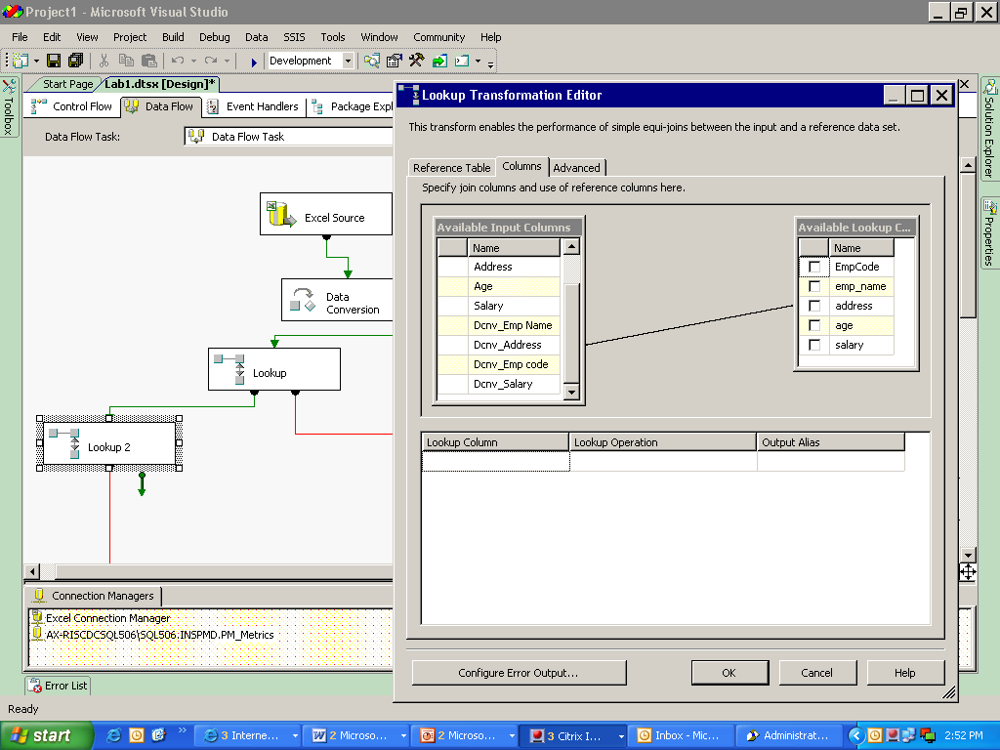 Project1 - Microsoft Visual Studio
File Edit View Project Build Debug Data SSIS Tools Window Community Help
Development
Toolbox
Start Page Lab1.dtsx [Design]*
Control Flow Data Flow Event Handlers Package Expl
Data Flow Task: Data Flow Task
Excel Source
Data
Conversion
Lookup
Lookup 2
Lookup Transformation Editor
This transform enables the performance of simple equi-joins between the input and a reference data set.
Reference Table Columns Advanced
Specify join columns and use of reference columns here.
Available Input Columns
Name
Address
Age
Salary
Dcnv_Emp Name
Dcnv_Address
Dcnv_Emp code
Dcnv_Salary
Available Lookup C...
Name
EmpCode
emp_name
address
age
salary
Lookup Column Lookup Operation Output Alias
Configure Error Output... OK Cancel Help
Solution Explorer
Properties
Connection Managers
Excel Connection Manager
AX-RISCDCSQL506\SQL506.INSPMD.PM_Metrics
Error List
Ready
start » 3 Interne... 2 Microso... 2 Microso... 3 Citrix I... Inbox - Mic... Administrat... 2:52 PM